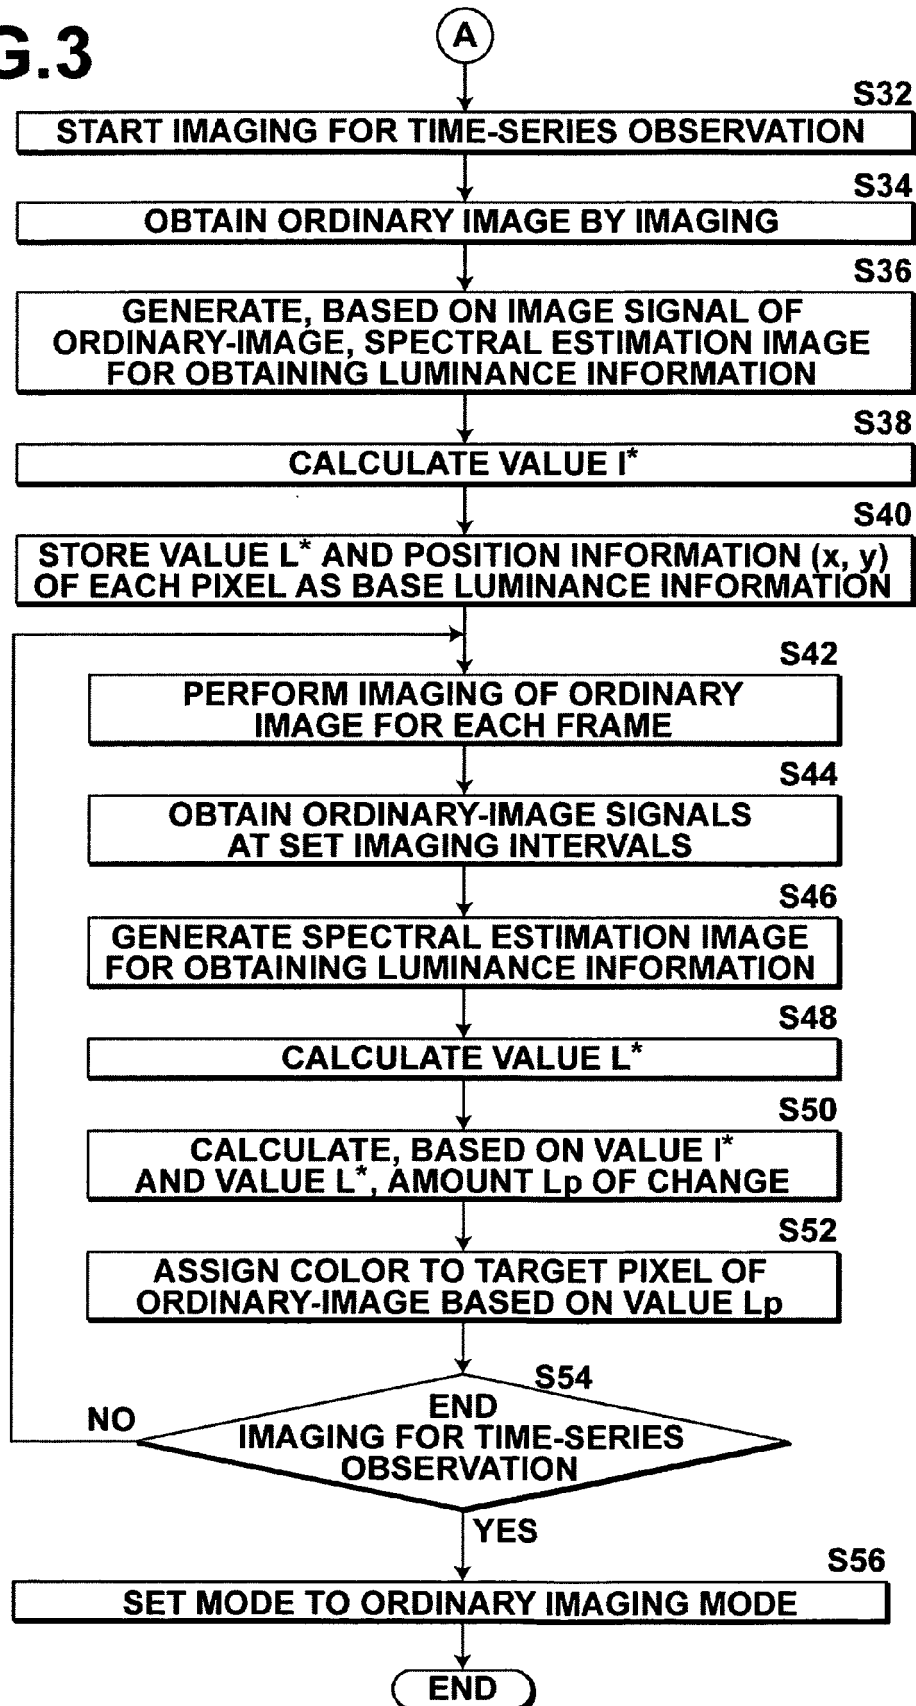 G.3
A
S32
START IMAGING FOR TIME-SERIES OBSERVATION
S34
OBTAIN ORDINARY IMAGE BY IMAGING
S36
GENERATE, BASED ON IMAGE SIGNAL OF
ORDINARY-IMAGE, SPECTRAL ESTIMATION IMAGE
FOR OBTAINING LUMINANCE INFORMATION
S38
CALCULATE VALUE l*
S40
STORE VALUE L* AND POSITION INFORMATION (x, y)
OF EACH PIXEL AS BASE LUMINANCE INFORMATION
S42
PERFORM IMAGING OF ORDINARY
IMAGE FOR EACH FRAME
S44
OBTAIN ORDINARY-IMAGE SIGNALS
AT SET IMAGING INTERVALS
S46
GENERATE SPECTRAL ESTIMATION IMAGE
FOR OBTAINING LUMINANCE INFORMATION
S48
CALCULATE VALUE L*
S50
CALCULATE, BASED ON VALUE l*
AND VALUE L*, AMOUNT Lp OF CHANGE
S52
ASSIGN COLOR TO TARGET PIXEL OF
ORDINARY-IMAGE BASED ON VALUE Lp
S54
NO
END
IMAGING FOR TIME-SERIES
OBSERVATION
YES
S56
SET MODE TO ORDINARY IMAGING MODE
END